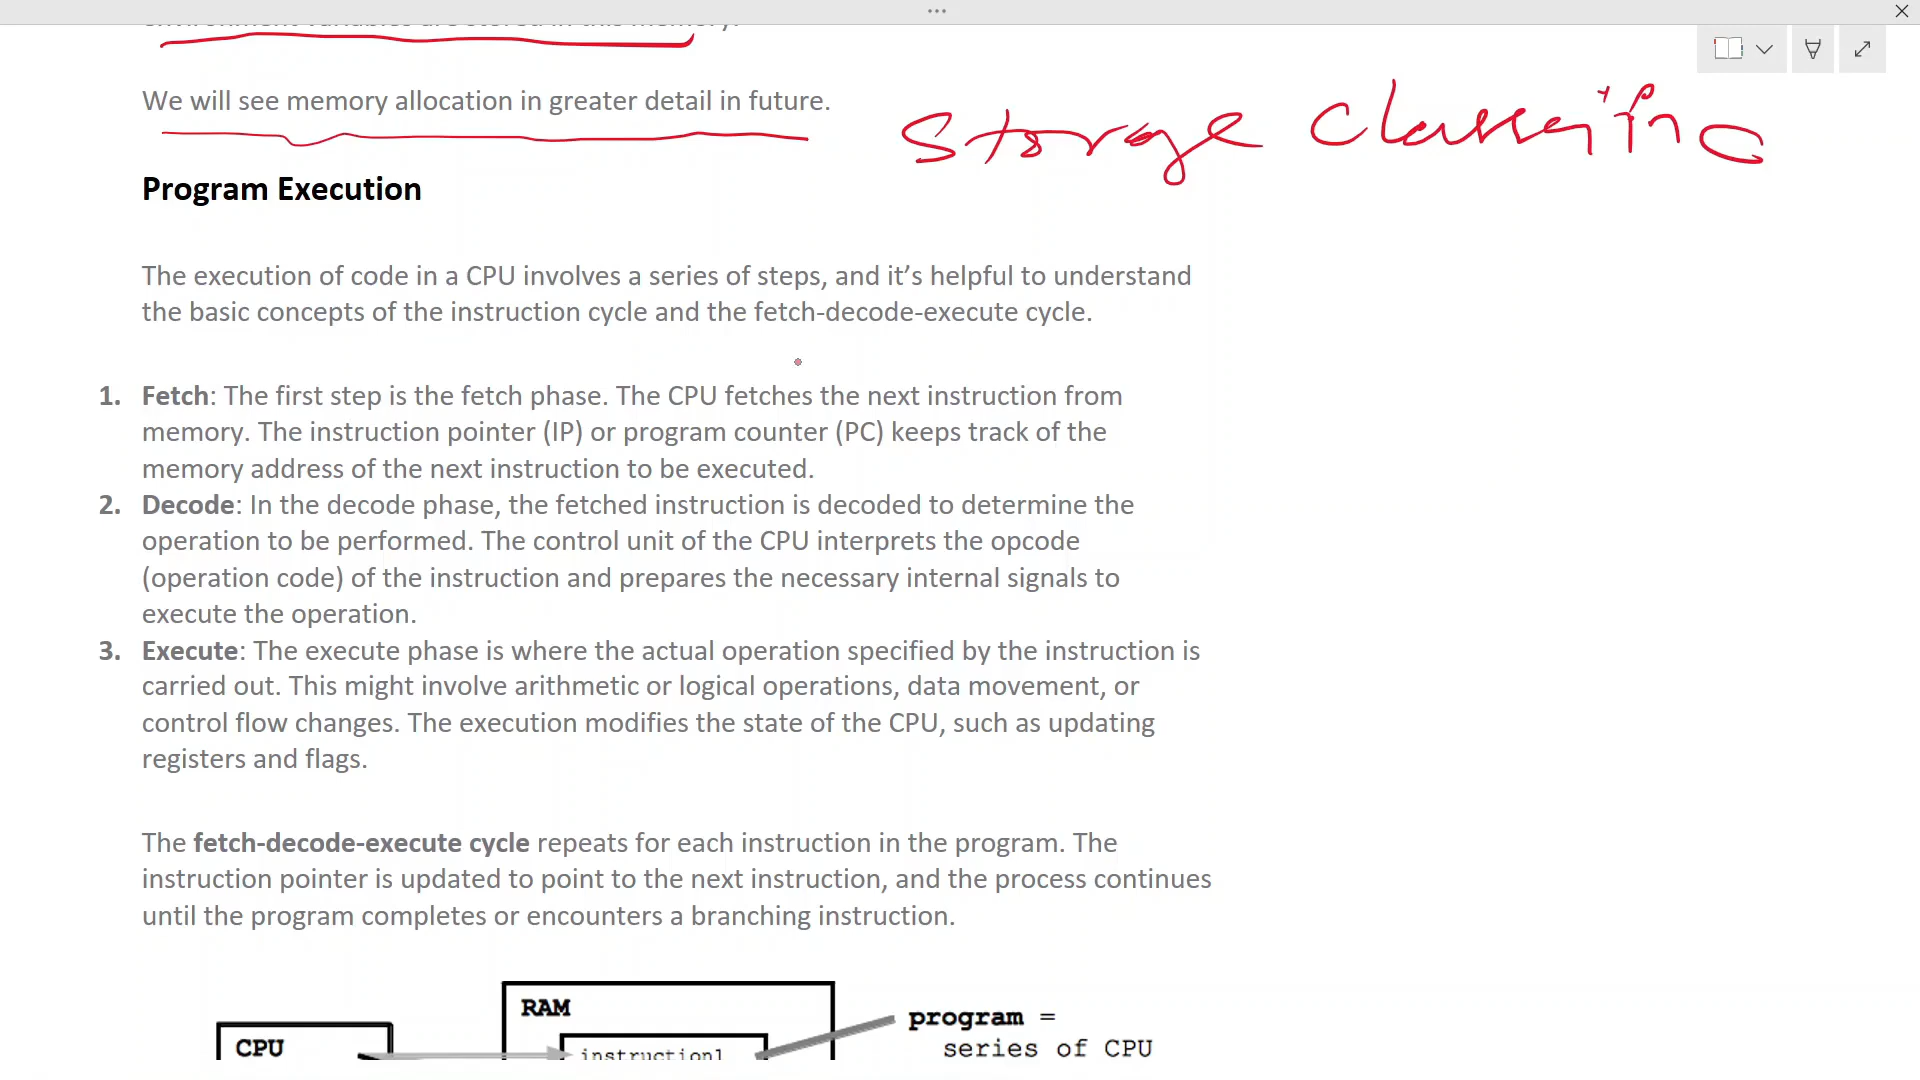 environment variables are stored in this memory.
We will see memory allocation in greater detail in future.
Storage
Program Execution
The execution of code in a CPU involves a series of steps, and it’s helpful to understand
the basic concepts of the instruction cycle and the fetch-decode-execute cycle.
1. Fetch: The first step is the fetch phase. The CPU fetches the next instruction from
memory. The instruction pointer (IP) or program counter (PC) keeps track of the
memory address of the next instruction to be executed.
2. Decode: In the decode phase, the fetched instruction is decoded to determine the
operation to be performed. The control unit of the CPU interprets the opcode
(operation code) of the instruction and prepares the necessary internal signals to
execute the operation.
3. Execute: The execute phase is where the actual operation specified by the instruction is
carried out. This might involve arithmetic or logical operations, data movement, or
control flow changes. The execution modifies the state of the CPU, such as updating
registers and flags.
The fetch-decode-execute cycle repeats for each instruction in the program. The
instruction pointer is updated to point to the next instruction, and the process continues
until the program completes or encounters a branching instruction.
RAM
program =
CPU
instruction1
series of CPU